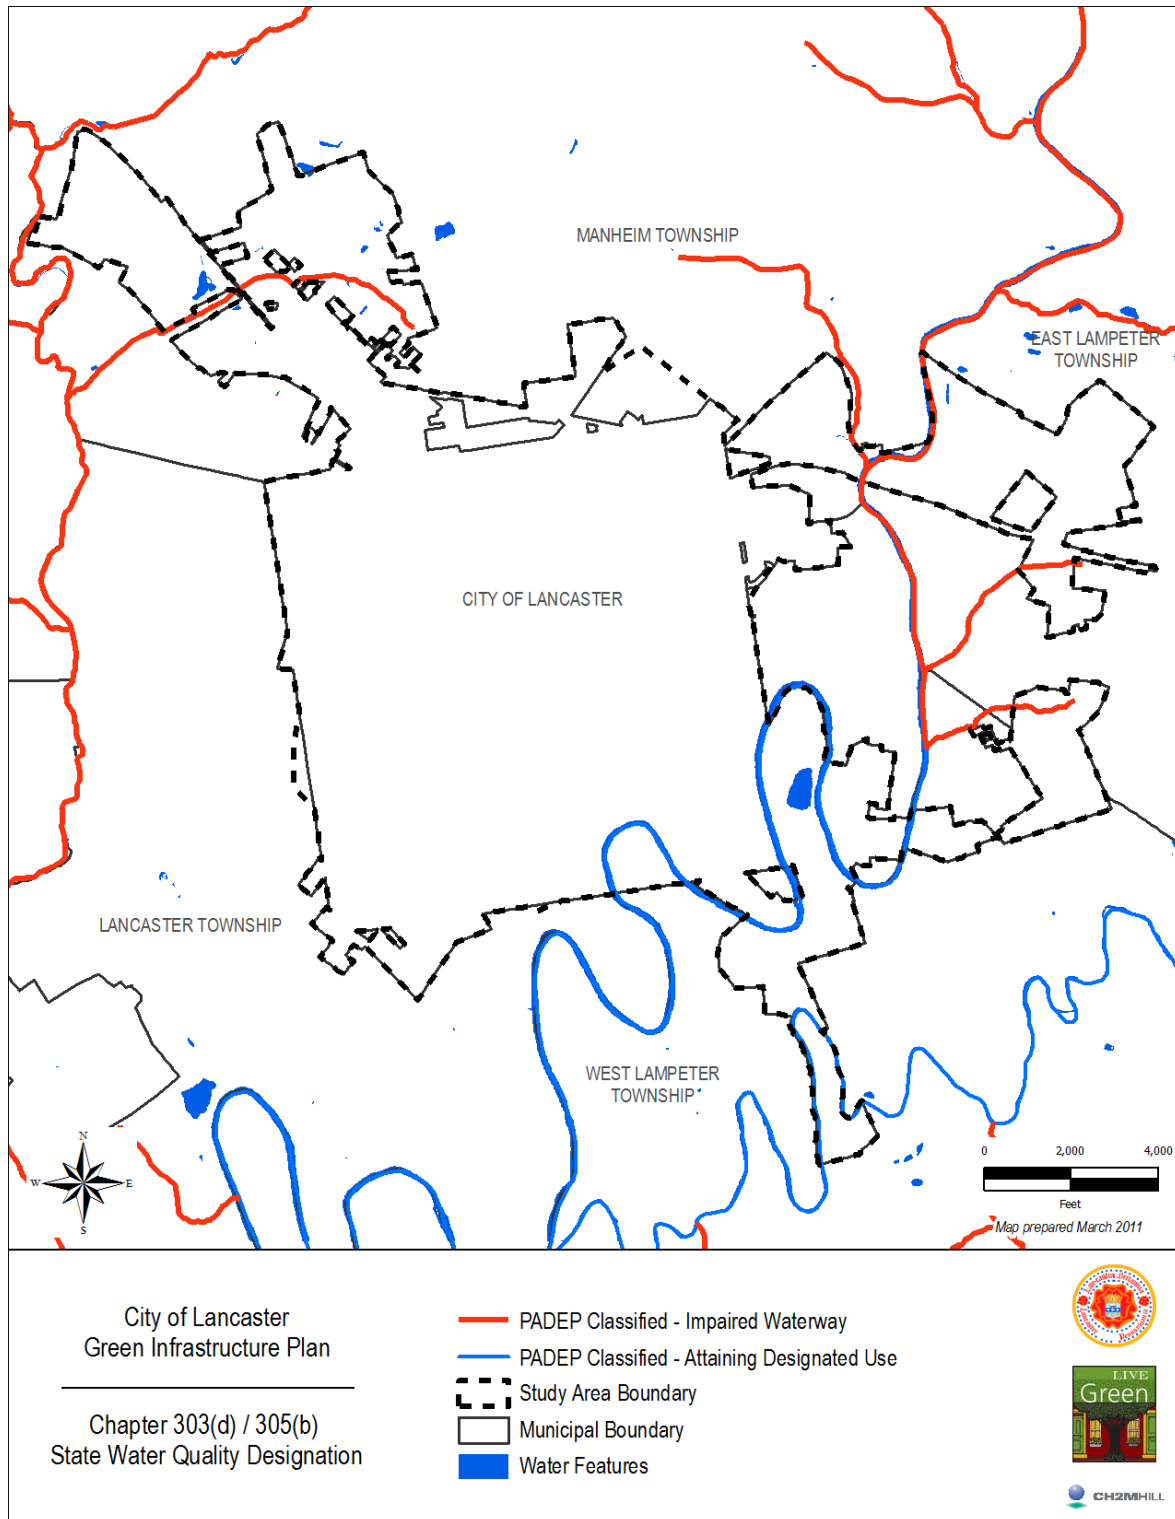 MANHEIM TOWNSHIP
EAST LAMPETER
TOWNSHIP
CITY OF LANCASTER
LANCASTER TOWNSHIP
WEST LAMPETER
TOWNSHIP
N
W
E
S
0
2,000
4,000
Feet
Map prepared March 2011
City of Lancaster
Green Infrastructure Plan
Chapter 303(d) / 305(b)
State Water Quality Designation
PADEP Classified - Impaired Waterway
PADEP Classified - Attaining Designated Use
Study Area Boundary
Municipal Boundary
Water Features
LIVE
Green
CH2MHILL